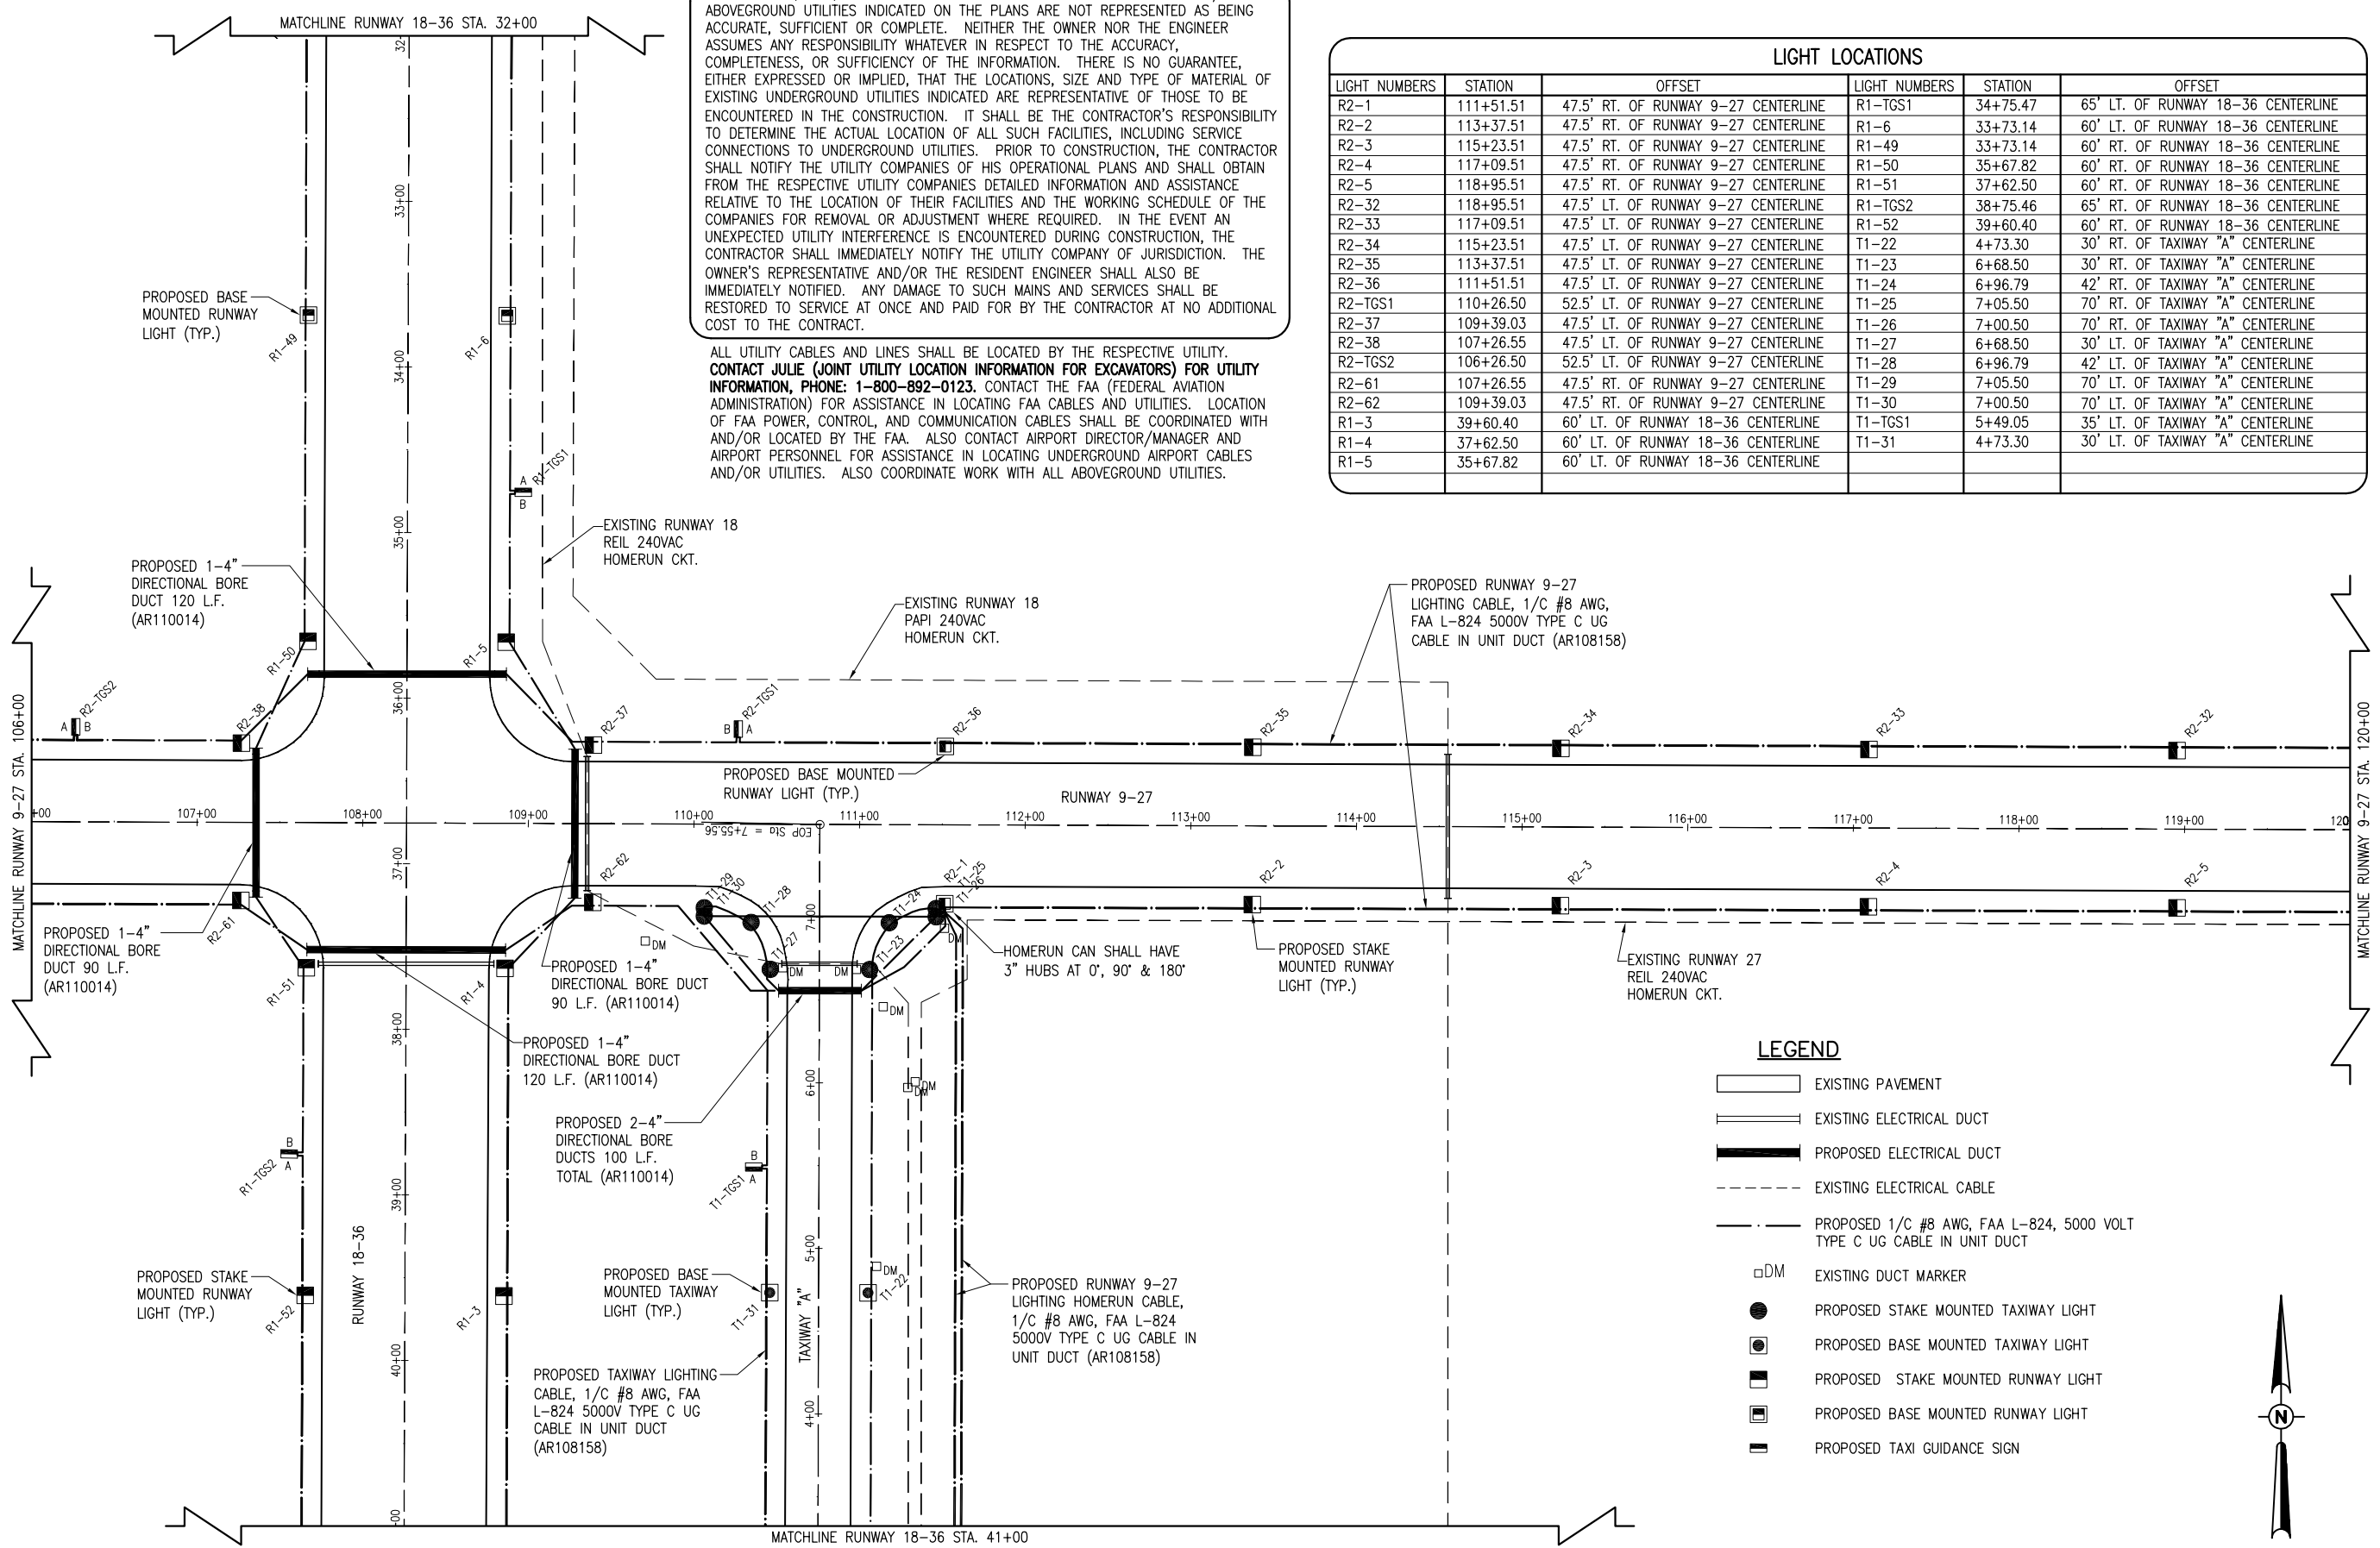 MATCHLINE RUNWAY 18-36 STA. 32+00
ABOVEGROUND UTILITIES INDICATED ON THE PLANS ARE NOT REPRESENTED AS BEING
ACCURATE, SUFFICIENT OR COMPLETE. NEITHER THE OWNER NOR THE ENGINEER
ASSUMES ANY RESPONSIBILITY WHATEVER IN RESPECT TO THE ACCURACY,
COMPLETENESS, OR SUFFICIENCY OF THE INFORMATION. THERE IS NO GUARANTEE,
EITHER EXPRESSED OR IMPLIED, THAT THE LOCATIONS, SIZE AND TYPE OF MATERIAL OF
EXISTING UNDERGROUND UTILITIES INDICATED ARE REPRESENTATIVE OF THOSE TO BE
ENCOUNTERED IN THE CONSTRUCTION. IT SHALL BE THE CONTRACTOR'S RESPONSIBILITY
TO DETERMINE THE ACTUAL LOCATION OF ALL SUCH FACILITIES, INCLUDING SERVICE
CONNECTIONS TO UNDERGROUND UTILITIES. PRIOR TO CONSTRUCTION, THE CONTRACTOR
SHALL NOTIFY THE UTILITY COMPANIES OF HIS OPERATIONAL PLANS AND SHALL OBTAIN
FROM THE RESPECTIVE UTILITY COMPANIES DETAILED INFORMATION AND ASSISTANCE
RELATIVE TO THE LOCATION OF THEIR FACILITIES AND THE WORKING SCHEDULE OF THE
COMPANIES FOR REMOVAL OR ADJUSTMENT WHERE REQUIRED. IN THE EVENT AN
UNEXPECTED UTILITY INTERFERENCE IS ENCOUNTERED DURING CONSTRUCTION, THE
CONTRACTOR SHALL IMMEDIATELY NOTIFY THE UTILITY COMPANY OF JURISDICTION. THE
OWNER'S REPRESENTATIVE AND/OR THE RESIDENT ENGINEER SHALL ALSO BE
IMMEDIATELY NOTIFIED. ANY DAMAGE TO SUCH MAINS AND SERVICES SHALL BE
RESTORED TO SERVICE AT ONCE AND PAID FOR BY THE CONTRACTOR AT NO ADDITIONAL
COST TO THE CONTRACT.
ALL UTILITY CABLES AND LINES SHALL BE LOCATED BY THE RESPECTIVE UTILITY.
CONTACT JULIE (JOINT UTILITY LOCATION INFORMATION FOR EXCAVATORS) FOR UTILITY
INFORMATION, PHONE: 1-800-892-0123. CONTACT THE FAA (FEDERAL AVIATION
ADMINISTRATION) FOR ASSISTANCE IN LOCATING FAA CABLES AND UTILITIES. LOCATION
OF FAA POWER, CONTROL, AND COMMUNICATION CABLES SHALL BE COORDINATED WITH
AND/OR LOCATED BY THE FAA. ALSO CONTACT AIRPORT DIRECTOR/MANAGER AND
AIRPORT PERSONNEL FOR ASSISTANCE IN LOCATING UNDERGROUND AIRPORT CABLES
AND/OR UTILITIES. ALSO COORDINATE WORK WITH ALL ABOVEGROUND UTILITIES.
LIGHT LOCATIONS
LIGHT NUMBERS STATION OFFSET LIGHT NUMBERS STATION OFFSET
R2-1 111+51.51 47.5' RT. OF RUNWAY 9-27 CENTERLINE R1-TGS1 34+75.47 65' LT. OF RUNWAY 18-36 CENTERLINE
R2-2 113+37.51 47.5' RT. OF RUNWAY 9-27 CENTERLINE R1-6 33+73.14 60' LT. OF RUNWAY 18-36 CENTERLINE
R2-3 115+23.51 47.5' RT. OF RUNWAY 9-27 CENTERLINE R1-49 33+73.14 60' RT. OF RUNWAY 18-36 CENTERLINE
R2-4 117+09.51 47.5' RT. OF RUNWAY 9-27 CENTERLINE R1-50 35+67.82 60' RT. OF RUNWAY 18-36 CENTERLINE
R2-5 118+95.51 47.5' RT. OF RUNWAY 9-27 CENTERLINE R1-51 37+62.50 60' RT. OF RUNWAY 18-36 CENTERLINE
R2-32 118+95.51 47.5' LT. OF RUNWAY 9-27 CENTERLINE R1-TGS2 38+75.46 65' RT. OF RUNWAY 18-36 CENTERLINE
R2-33 117+09.51 47.5' LT. OF RUNWAY 9-27 CENTERLINE R1-52 39+60.40 60' RT. OF RUNWAY 18-36 CENTERLINE
R2-34 115+23.51 47.5' LT. OF RUNWAY 9-27 CENTERLINE T1-22 4+73.30 30' RT. OF TAXIWAY "A" CENTERLINE
R2-35 113+37.51 47.5' LT. OF RUNWAY 9-27 CENTERLINE T1-23 6+68.50 30' RT. OF TAXIWAY "A" CENTERLINE
R2-36 111+51.51 47.5' LT. OF RUNWAY 9-27 CENTERLINE T1-24 6+96.79 42' RT. OF TAXIWAY "A" CENTERLINE
R2-TGS1 110+26.50 52.5' LT. OF RUNWAY 9-27 CENTERLINE T1-25 7+05.50 70' RT. OF TAXIWAY "A" CENTERLINE
R2-37 109+39.03 47.5' LT. OF RUNWAY 9-27 CENTERLINE T1-26 7+00.50 70' RT. OF TAXIWAY "A" CENTERLINE
R2-38 107+26.55 47.5' LT. OF RUNWAY 9-27 CENTERLINE T1-27 6+68.50 30' LT. OF TAXIWAY "A" CENTERLINE
R2-TGS2 106+26.50 52.5' LT. OF RUNWAY 9-27 CENTERLINE T1-28 6+96.79 42' LT. OF TAXIWAY "A" CENTERLINE
R2-61 107+26.55 47.5' RT. OF RUNWAY 9-27 CENTERLINE T1-29 7+05.50 70' LT. OF TAXIWAY "A" CENTERLINE
R2-62 109+39.03 47.5' RT. OF RUNWAY 9-27 CENTERLINE T1-30 7+00.50 70' LT. OF TAXIWAY "A" CENTERLINE
R1-3 39+60.40 60' LT. OF RUNWAY 18-36 CENTERLINE T1-TGS1 5+49.05 35' LT. OF TAXIWAY "A" CENTERLINE
R1-4 37+62.50 60' LT. OF RUNWAY 18-36 CENTERLINE T1-31 4+73.30 30' LT. OF TAXIWAY "A" CENTERLINE
R1-5 35+67.82 60' LT. OF RUNWAY 18-36 CENTERLINE
32
33+00
PROPOSED BASE
MOUNTED RUNWAY
LIGHT (TYP.)
R1-49
R1-6
34+00
A
B
R1-TGS1
35+00
EXISTING RUNWAY 18
REIL 240VAC
HOMERUN CKT.
PROPOSED 1-4"
DIRECTIONAL BORE
DUCT 120 L.F.
(AR110014)
EXISTING RUNWAY 18
PAPI 240VAC
HOMERUN CKT.
PROPOSED RUNWAY 9-27
LIGHTING CABLE, 1/C #8 AWG,
FAA L-824 5000V TYPE C UG
CABLE IN UNIT DUCT (AR108158)
R1-50
R1-5
36+00
MATCHLINE RUNWAY 9-27 STA. 106+00
A B
R2-TGS2
R2-38
R2-37
B A
R2-TGS1
R2-36
R2-35
R2-34
R2-33
R2-32
MATCHLINE RUNWAY 9-27 STA. 120+00
PROPOSED BASE MOUNTED
RUNWAY LIGHT (TYP.)
RUNWAY 9-27
+00 107+00 108+00 109+00 110+00 111+00 112+00 113+00 114+00 115+00 116+00 117+00 118+00 119+00 120
EOP Sta = 7+55.56
37+00
R2-61
R2-62
T1-29
T1-30
T1-28
T1-27
7+00
T1-24
T1-23
R2-1
T1-25
T1-26
R2-2
R2-3
R2-4
R2-5
DM
DM
DM
DM
DM
PROPOSED 1-4"
DIRECTIONAL BORE
DUCT 90 L.F.
(AR110014)
R1-51
R1-4
PROPOSED 1-4"
DIRECTIONAL BORE DUCT
90 L.F. (AR110014)
HOMERUN CAN SHALL HAVE
3" HUBS AT 0°, 90° & 180°
PROPOSED STAKE
MOUNTED RUNWAY
LIGHT (TYP.)
EXISTING RUNWAY 27
REIL 240VAC
HOMERUN CKT.
38+00
PROPOSED 1-4"
DIRECTIONAL BORE DUCT
120 L.F. (AR110014)
6+00
DM
DM
PROPOSED 2-4"
DIRECTIONAL BORE
DUCTS 100 L.F.
TOTAL (AR110014)
B
A
R1-TGS2
B
A
T1-TGS1
39+00
RUNWAY 18-36
5+00
DM
PROPOSED STAKE
MOUNTED RUNWAY
LIGHT (TYP.)
R1-52
R1-3
PROPOSED BASE
MOUNTED TAXIWAY
LIGHT (TYP.)
T1-31
TAXIWAY "A"
T1-22
PROPOSED RUNWAY 9-27
LIGHTING HOMERUN CABLE,
1/C #8 AWG, FAA L-824
5000V TYPE C UG CABLE IN
UNIT DUCT (AR108158)
40+00
PROPOSED TAXIWAY LIGHTING
CABLE, 1/C #8 AWG, FAA
L-824 5000V TYPE C UG
CABLE IN UNIT DUCT
(AR108158)
4+00
00
MATCHLINE RUNWAY 18-36 STA. 41+00
LEGEND
EXISTING PAVEMENT
EXISTING ELECTRICAL DUCT
PROPOSED ELECTRICAL DUCT
EXISTING ELECTRICAL CABLE
PROPOSED 1/C #8 AWG, FAA L-824, 5000 VOLT
TYPE C UG CABLE IN UNIT DUCT
DM EXISTING DUCT MARKER
PROPOSED STAKE MOUNTED TAXIWAY LIGHT
PROPOSED BASE MOUNTED TAXIWAY LIGHT
PROPOSED STAKE MOUNTED RUNWAY LIGHT
PROPOSED BASE MOUNTED RUNWAY LIGHT
PROPOSED TAXI GUIDANCE SIGN
N